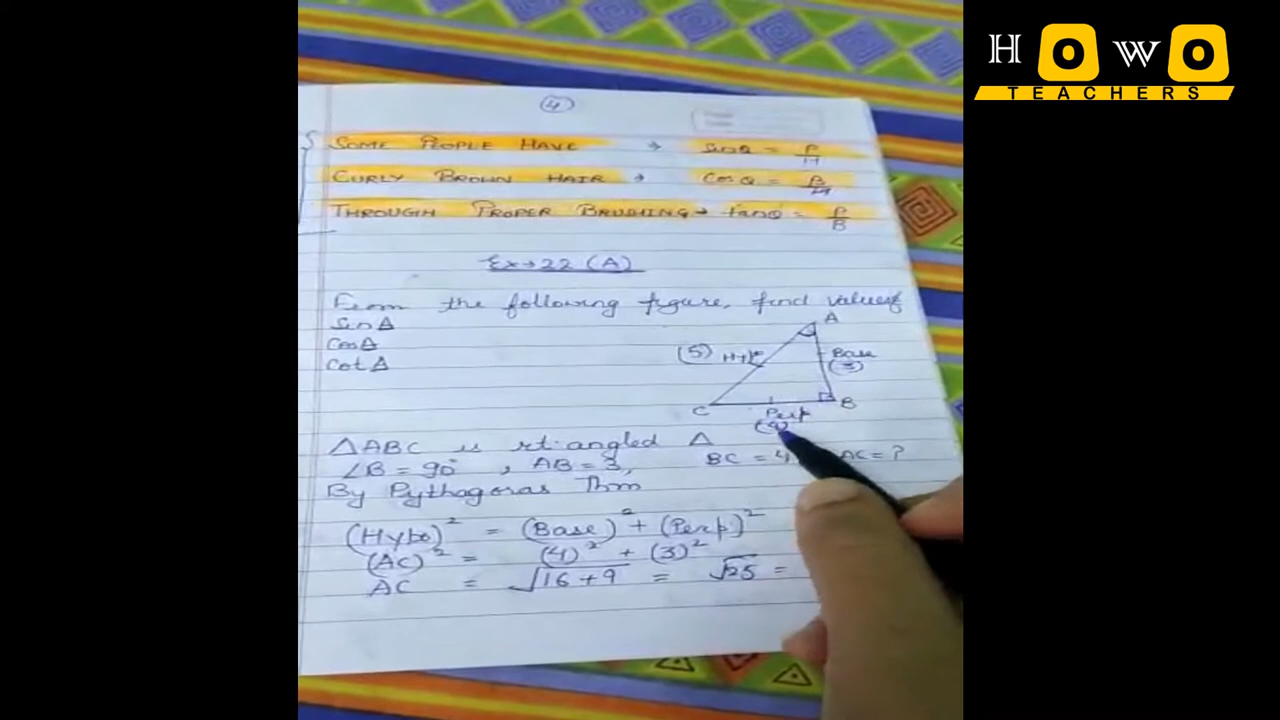 HOWO
TEACHERS
(4)
SOME PEOPLE HAVE → sinθ = P/H
CURLY BROWN HAIR → cosθ = B/H
THROUGH PROPER BRUSHING → tanθ = P/B
Ex → 22 (A)
From the following figure, find value of
sin A
cos A
cot A
A
(5) Hyp
Base
(3)
C
B
Perp
(4)
△ABC is rt. angled △
∠B = 90°, AB = 3, BC = 4 AC = ?
By Pythagoras Thm
(Hypo)² = (Base)² + (Perp)²
(AC)² = (4)² + (3)²
AC = √16 + 9 = √25 =